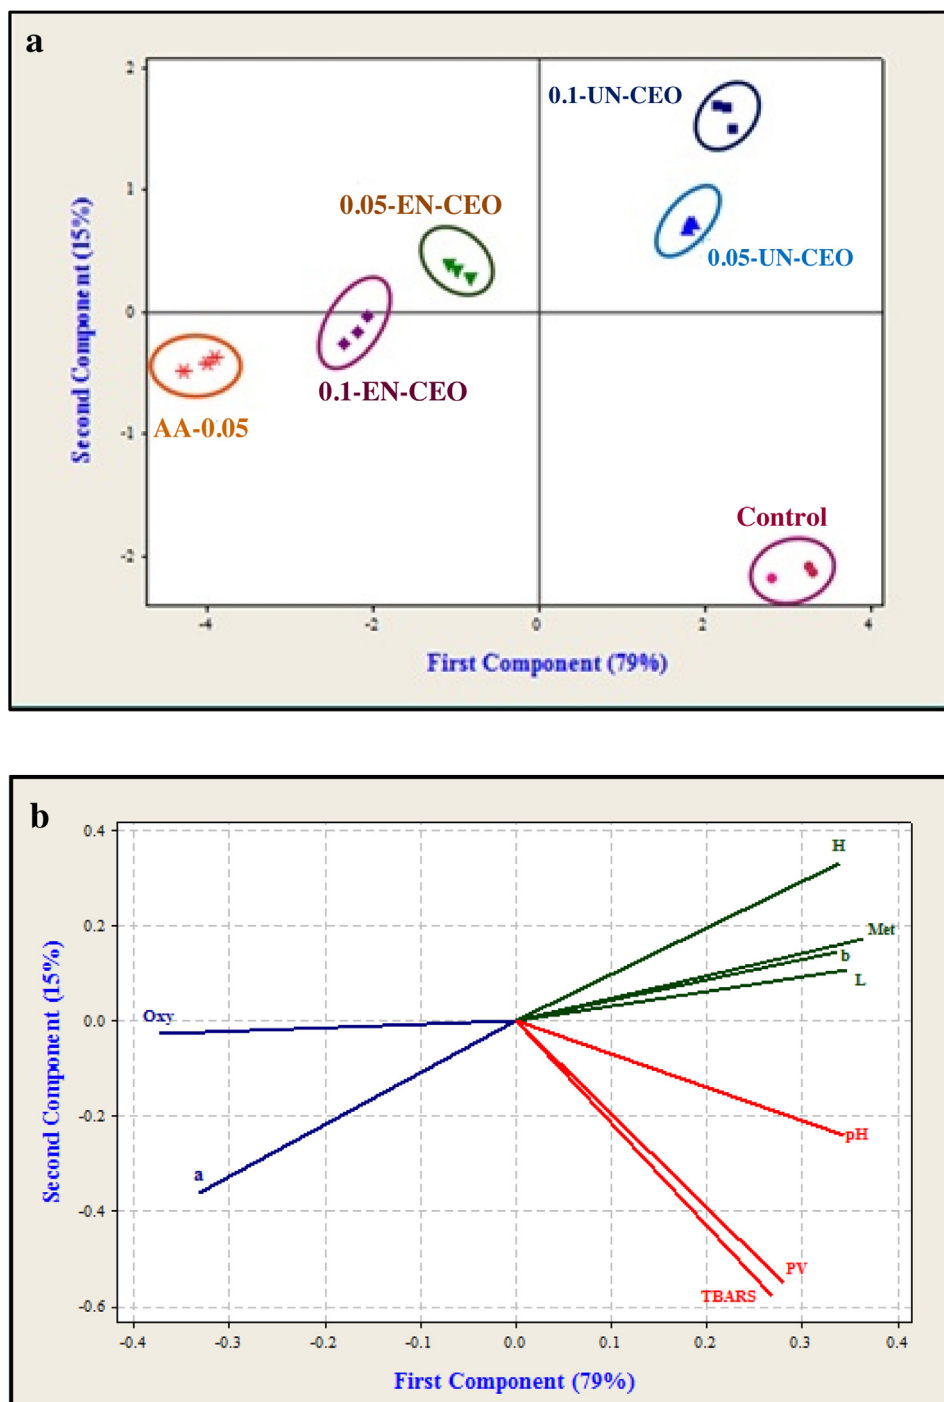 a
2
1
0
-1
-2
Second Component (15%)
0.1-UN-CEO
0.05-EN-CEO
0.05-UN-CEO
0.1-EN-CEO
AA-0.05
Control
-4
-2
0
2
4
First Component (79%)
b
0.4
0.2
0.0
-0.2
-0.4
-0.6
Second Component (15%)
H
Met
b
L
Oxy
pH
a
PV
TBARS
-0.4
-0.3
-0.2
-0.1
0.0
0.1
0.2
0.3
0.4
First Component (79%)